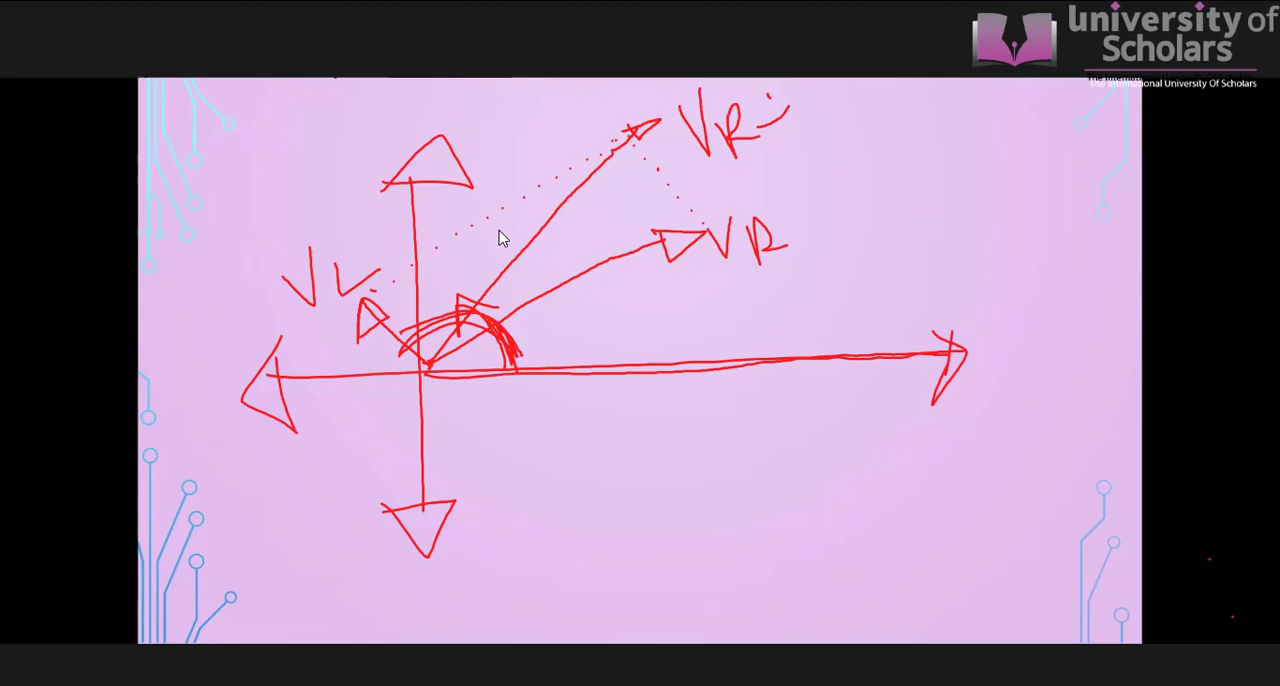 university of
Scholars
The International University Of Scholars
VR
VL
VR